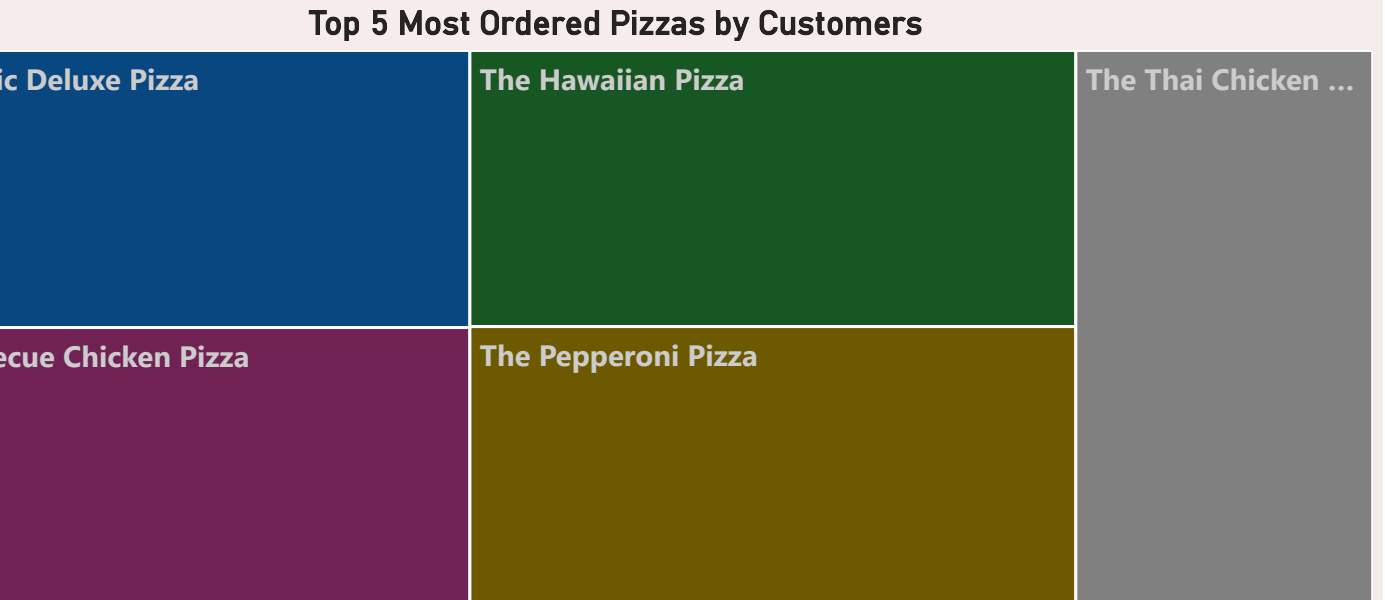 Top 5 Most Ordered Pizzas by Customers
ic Deluxe Pizza
The Hawaiian Pizza
The Thai Chicken ...
ecue Chicken Pizza
The Pepperoni Pizza